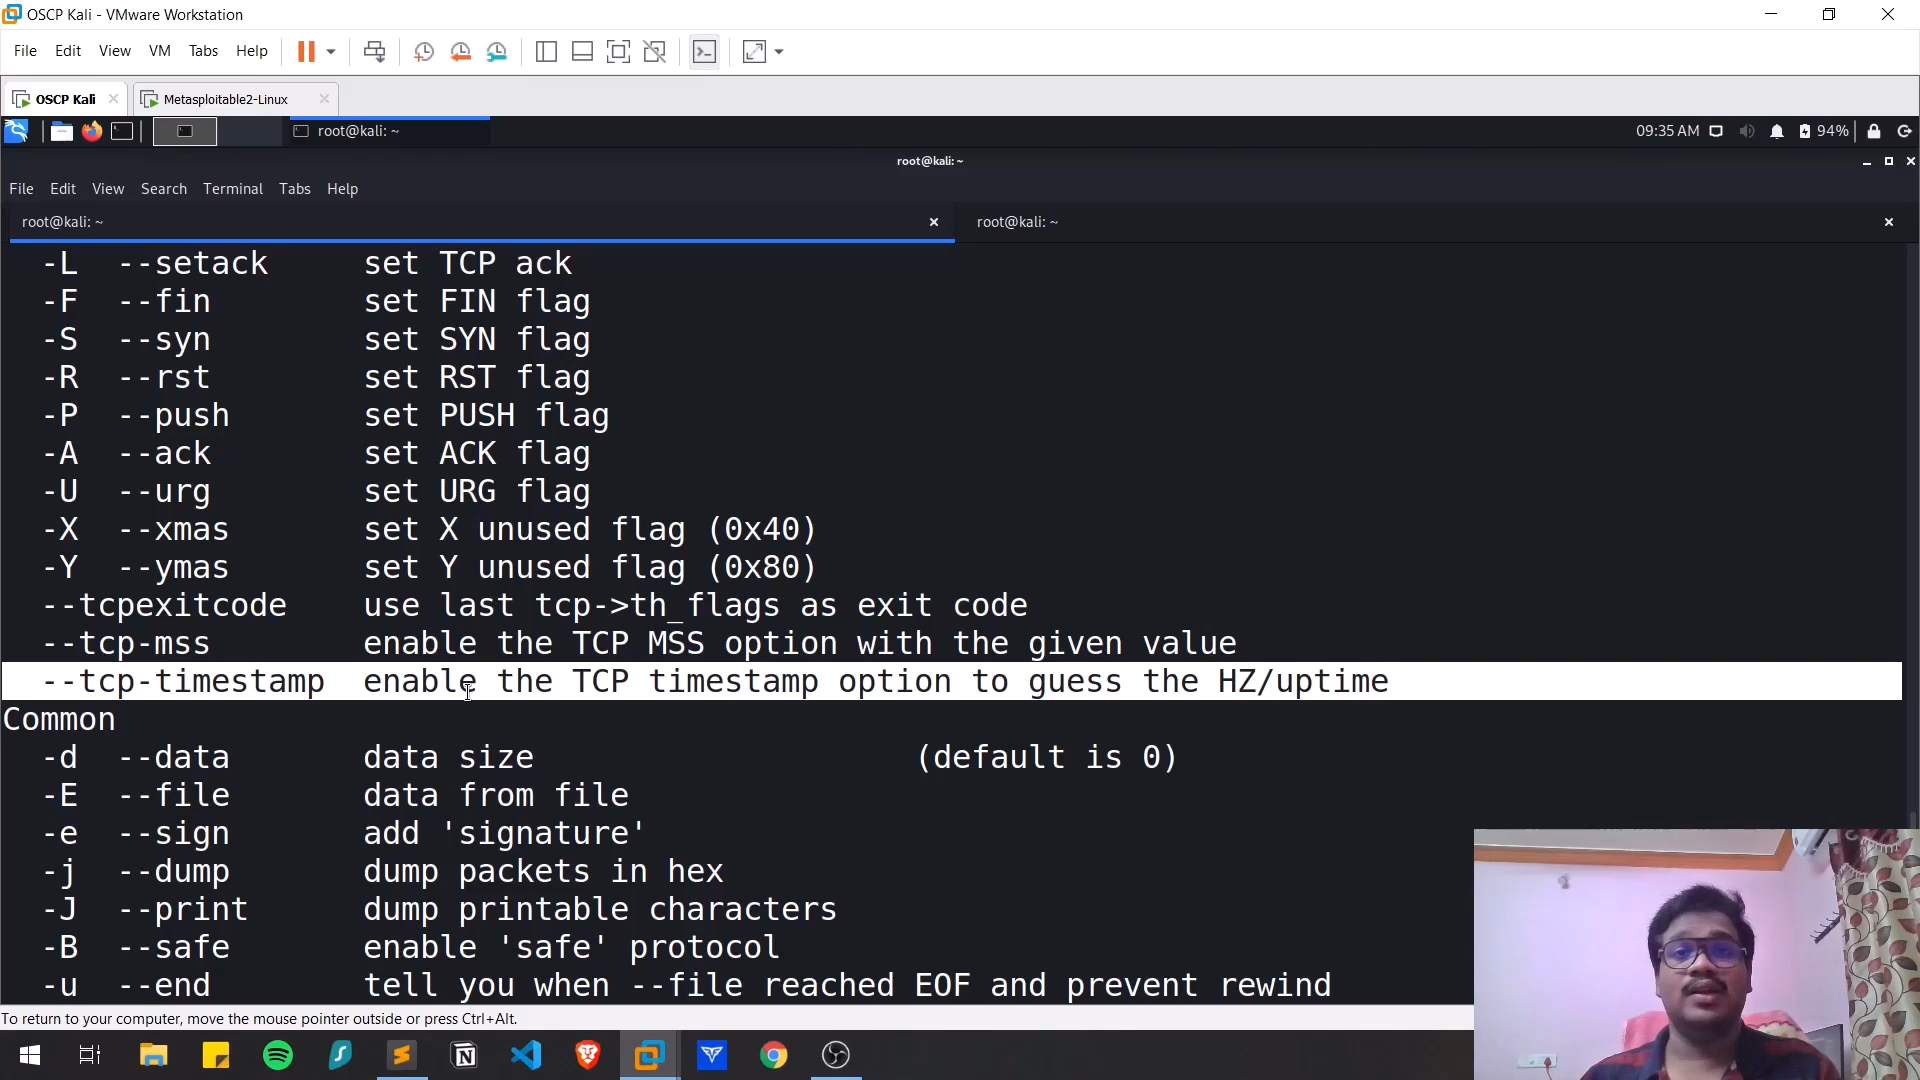 OSCP Kali - VMware Workstation
File Edit View VM Tabs Help
OSCP Kali
Metasploitable2-Linux
root@kali: ~
09:35 AM
94%
root@kali: ~
File Edit View Search Terminal Tabs Help
root@kali: ~
root@kali: ~
-L --setack set TCP ack
-F --fin set FIN flag
-S --syn set SYN flag
-R --rst set RST flag
-P --push set PUSH flag
-A --ack set ACK flag
-U --urg set URG flag
-X --xmas set X unused flag (0x40)
-Y --ymas set Y unused flag (0x80)
--tcpexitcode use last tcp->th_flags as exit code
--tcp-mss enable the TCP MSS option with the given value
--tcp-timestamp enable the TCP timestamp option to guess the HZ/uptime
Common
-d --data data size (default is 0)
-E --file data from file
-e --sign add 'signature'
-j --dump dump packets in hex
-J --print dump printable characters
-B --safe enable 'safe' protocol
-u --end tell you when --file reached EOF and prevent rewind
To return to your computer, move the mouse pointer outside or press Ctrl+Alt.